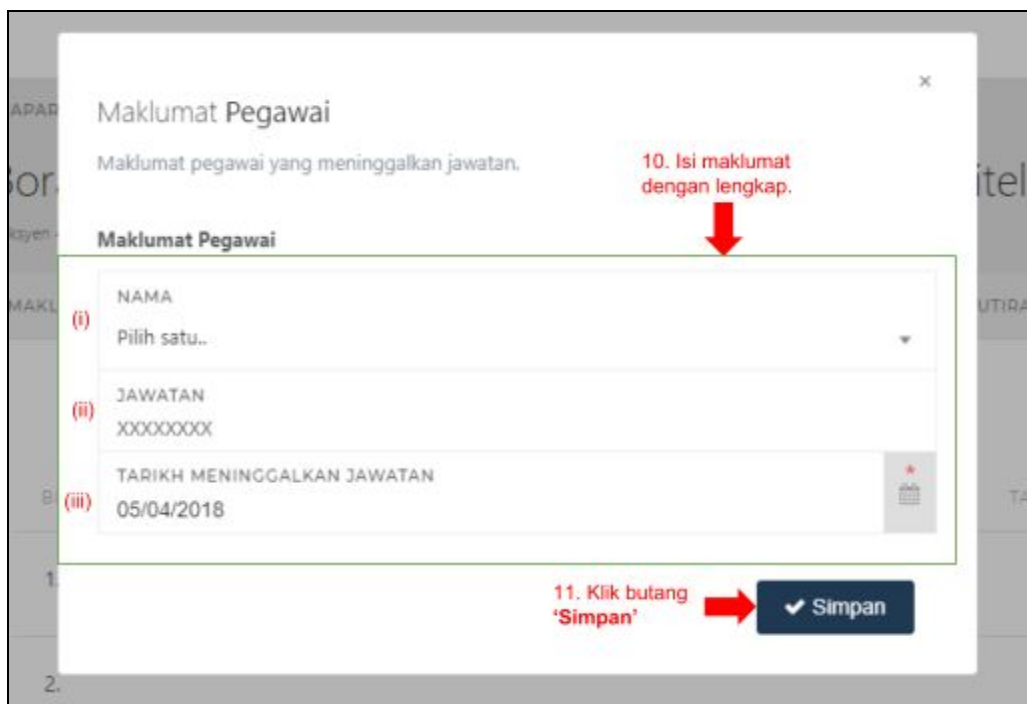 ×
Maklumat Pegawai
Maklumat pegawai yang meninggalkan jawatan.
10. Isi maklumat
dengan lengkap.
Maklumat Pegawai
(i)
NAMA
Pilih satu..
(ii)
JAWATAN
XXXXXXXX
(iii)
TARIKH MENINGGALKAN JAWATAN
*
05/04/2018
11. Klik butang
‘Simpan’
Simpan
1.
2.